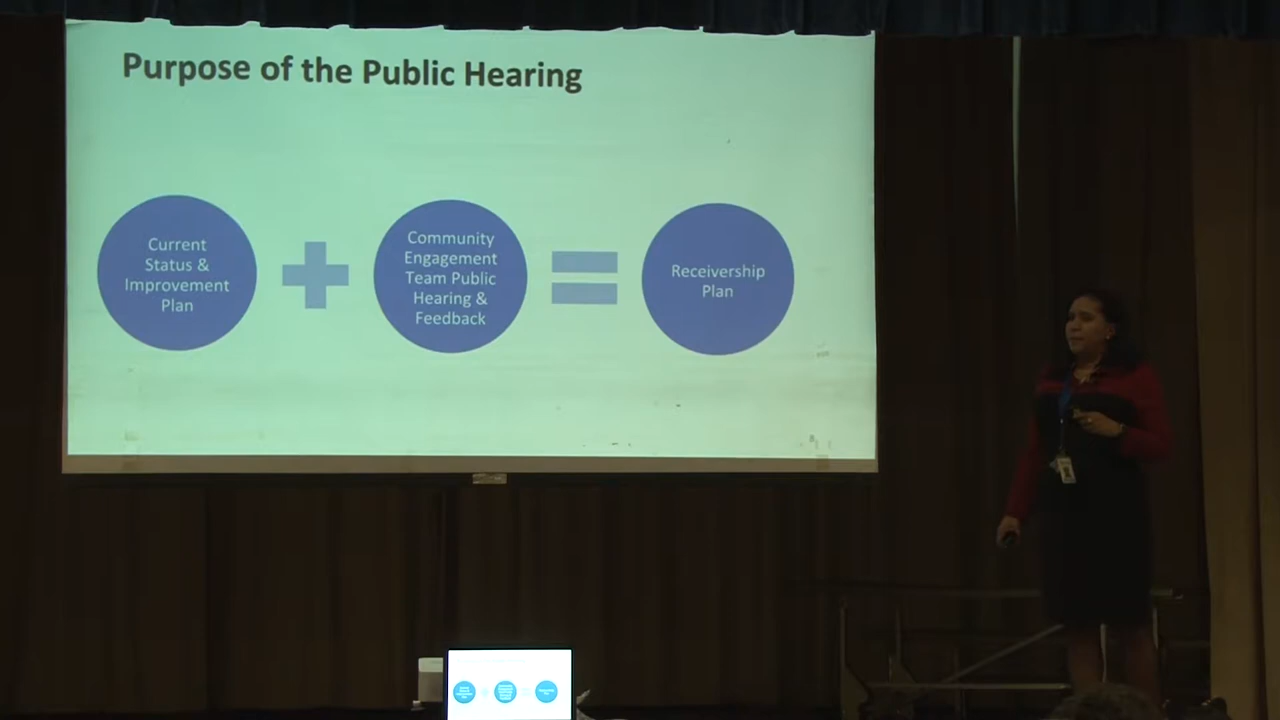 Purpose of the Public Hearing
Current
Status &
Improvement
Plan
Community
Engagement
Team Public
Hearing &
Feedback
Receivership
Plan